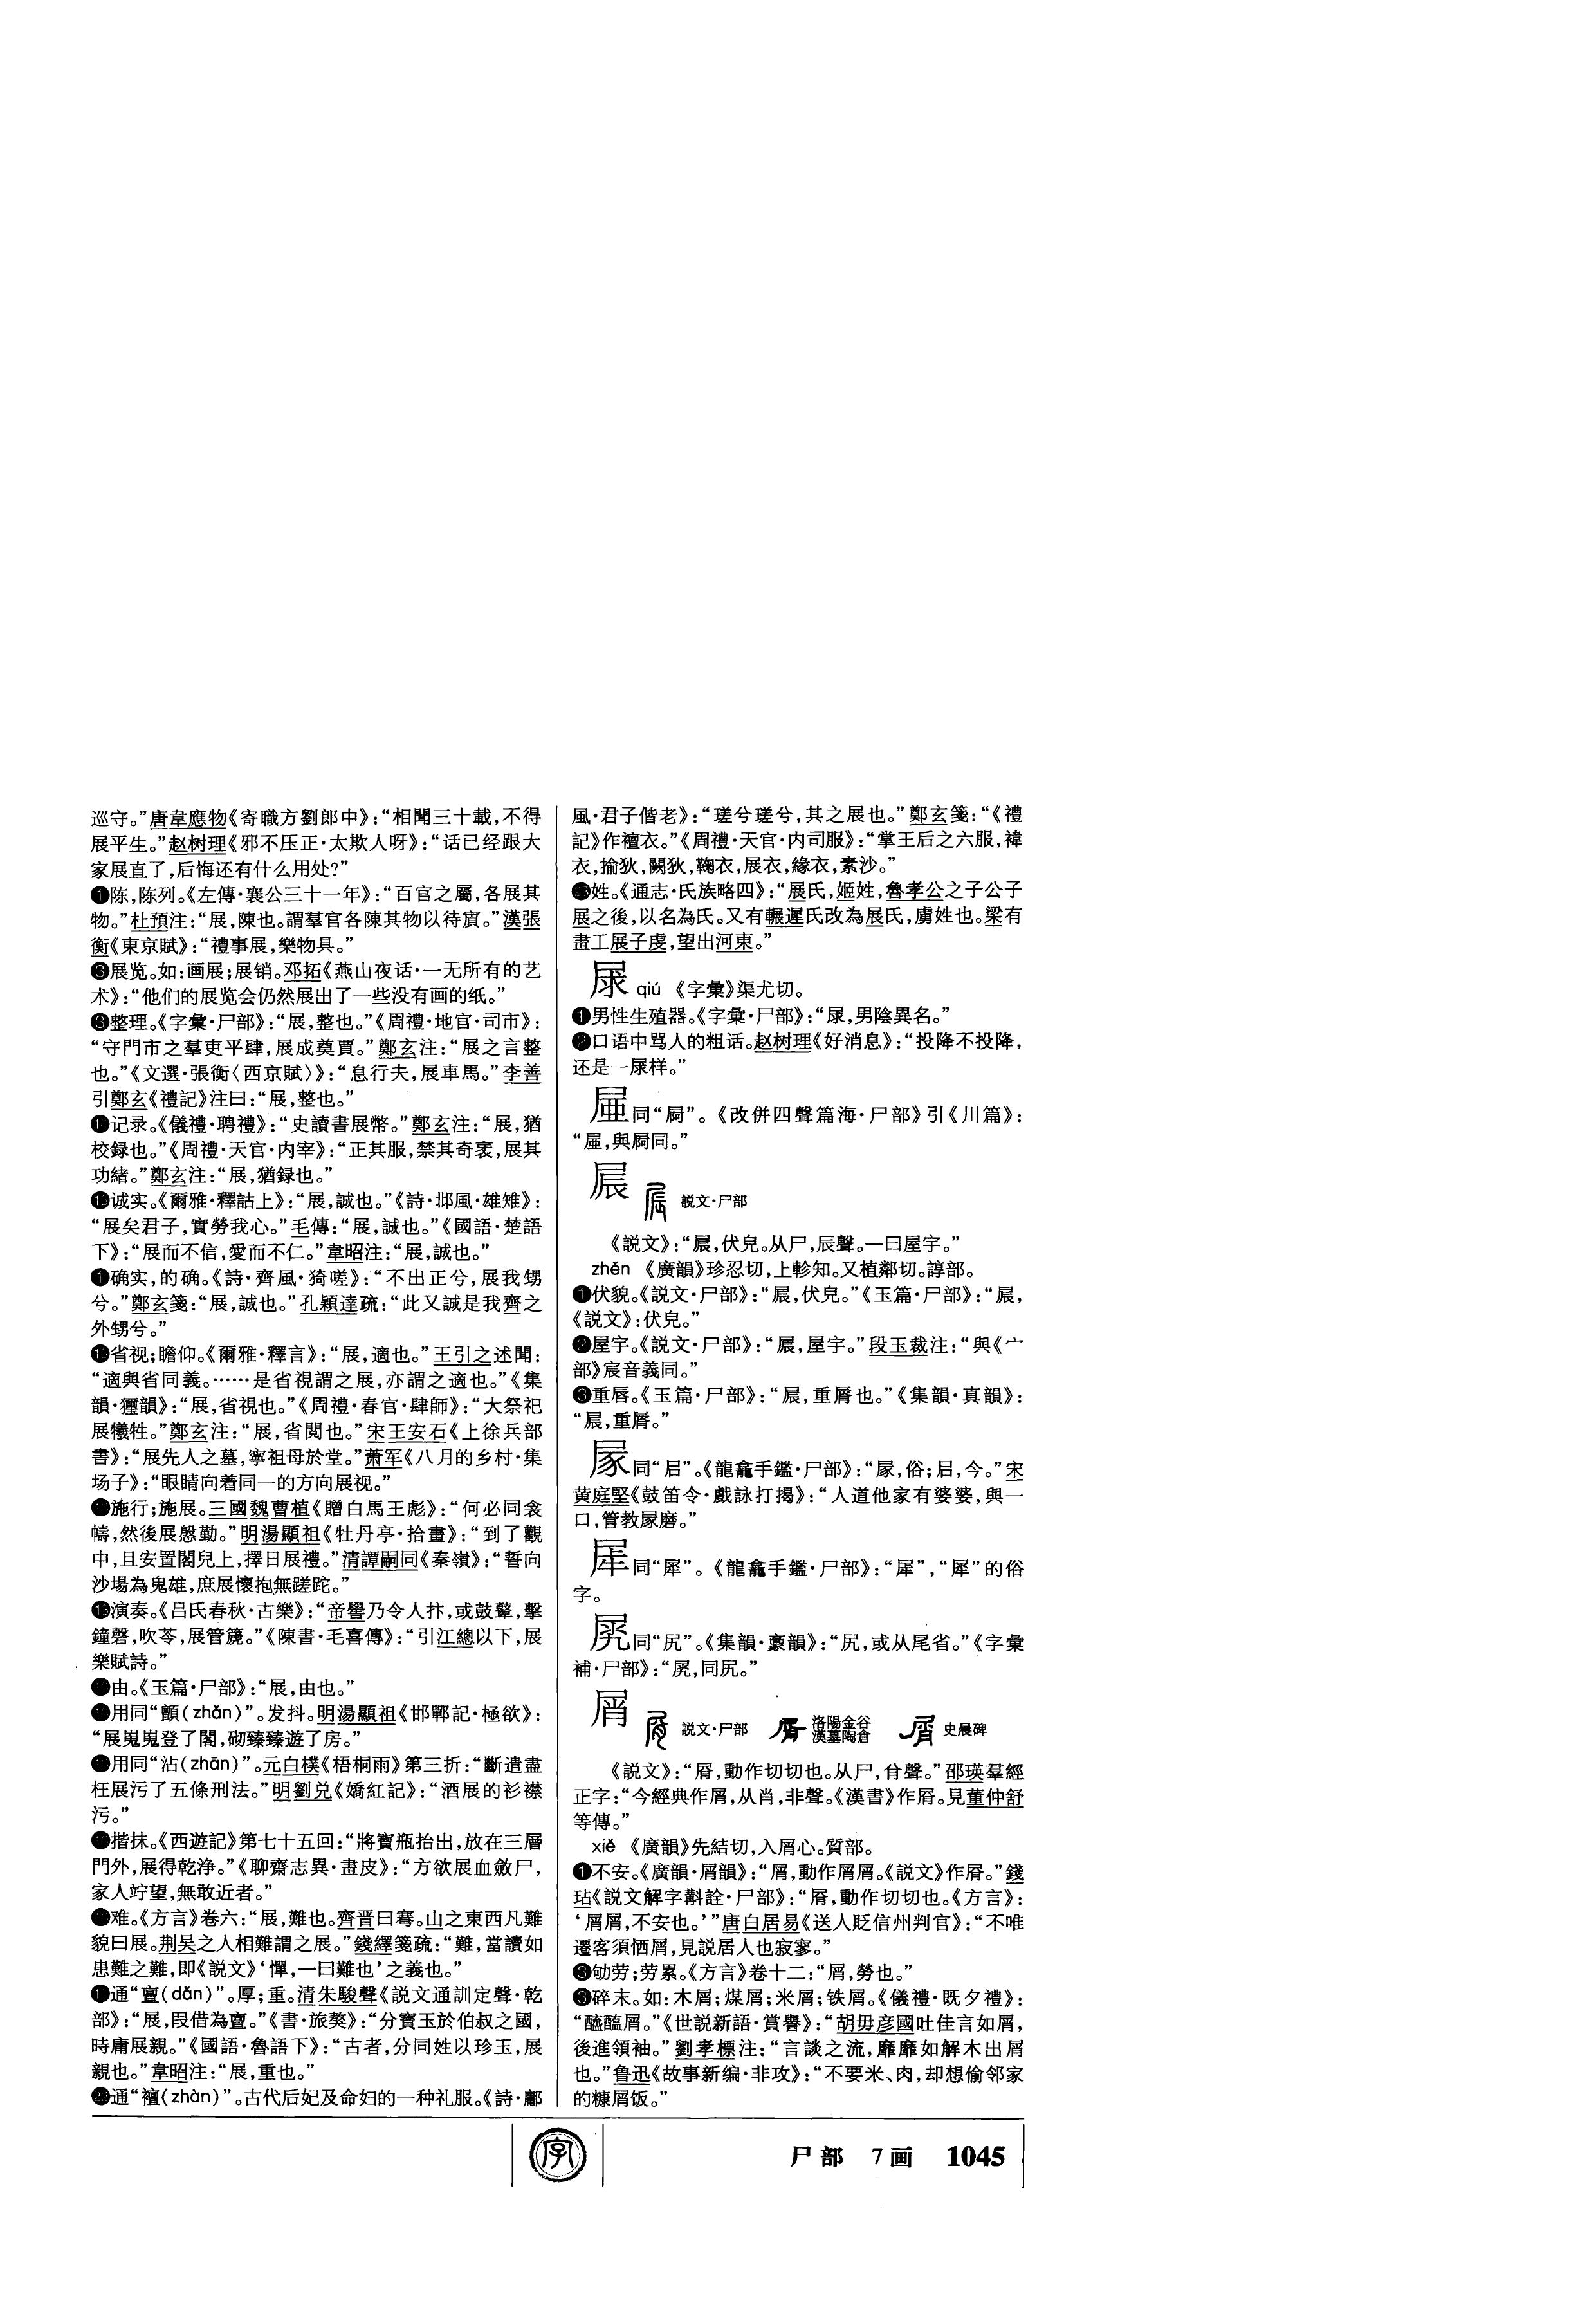 巡守。”唐韋應物《寄職方劉郎中》：“相聞三十載，不得
展平生。”赵树理《邪不压正·太欺人呀》：“话已经跟大
家展直了，后悔还有什么用处?”
陈，陈列。《左傳·襄公三十一年》：“百官之屬，各展其
物。”杜預注：“展，陳也。謂羣官各陳其物以待賔。”漢張
衡《東京賦》：“禮事展，樂物具。”
展览。如：画展；展销。邓拓《燕山夜话·一无所有的艺
术》：“他们的展览会仍然展出了一些没有画的纸。”
整理。《字彙·尸部》：“展，整也。”《周禮·地官·司市》：
“守門市之羣吏平肆，展成奠賈。”鄭玄注：“展之言整
也。”《文選·張衡〈西京賦〉》：“息行夫，展車馬。”李善
引鄭玄《禮記》注曰：“展，整也。”
记录。《儀禮·聘禮》：“史讀書展幣。”鄭玄注：“展，猶
校録也。”《周禮·天官·内宰》：“正其服，禁其奇衺，展其
功緒。”鄭玄注：“展，猶録也。”
诚实。《爾雅·釋詁上》：“展，誠也。”《詩·邶風·雄雉》：
“展矣君子，實勞我心。”毛傳：“展，誠也。”《國語·楚語
下》：“展而不信，愛而不仁。”韋昭注：“展，誠也。”
确实，的确。《詩·齊風·猗嗟》：“不出正兮，展我甥
兮。”鄭玄箋：“展，誠也。”孔穎達疏：“此又誠是我齊之
外甥兮。”
省视；瞻仰。《爾雅·釋言》：“展，適也。”王引之述聞：
“適與省同義。……是省視謂之展，亦謂之適也。”《集
韻·獮韻》：“展，省視也。”《周禮·春官·肆師》：“大祭祀
展犧牲。”鄭玄注：“展，省閲也。”宋王安石《上徐兵部
書》：“展先人之墓，寧祖母於堂。”萧军《八月的乡村·集
场子》：“眼睛向着同一的方向展视。”
施行；施展。三國魏曹植《贈白馬王彪》：“何必同衾
幬，然後展慇勤。”明湯顯祖《牡丹亭·拾畫》：“到了觀
中，且安置閣兒上，擇日展禮。”清譚嗣同《秦嶺》：“誓向
沙場為鬼雄，庶展懷抱無蹉跎。”
演奏。《吕氏春秋·古樂》：“帝嚳乃令人抃，或鼓鼙，擊
鐘磬，吹苓，展管篪。”《陳書·毛喜傳》：“引江總以下，展
樂賦詩。”
由。《玉篇·尸部》：“展，由也。”
用同“顫（zhǎn）”。发抖。明湯顯祖《邯鄲記·極欲》：
“展嵬嵬登了閣，砌臻臻遊了房。”
用同“沾（zhān）”。元白樸《梧桐雨》第三折：“斷遣盡
枉展污了五條刑法。”明劉兑《嬌紅記》：“酒展的衫襟
污。”
揩抹。《西遊記》第七十五回：“將寶瓶抬出，放在三層
門外，展得乾净。”《聊齋志異·畫皮》：“方欲展血斂尸，
家人竚望，無敢近者。”
难。《方言》卷六：“展，難也。齊晋曰㥶。山之東西凡難
貌曰展。荆吴之人相難謂之展。”錢繹箋疏：“難，當讀如
患難之難，即《説文》‘憚，一曰難也’之義也。”
通“亶（dǎn）”。厚；重。清朱駿聲《説文通訓定聲·乾
部》：“展，叚借為亶。”《書·旅獒》：“分寶玉於伯叔之國，
時庸展親。”《國語·魯語下》：“古者，分同姓以珍玉，展
親也。”韋昭注：“展，重也。”
通“襢（zhàn）”。古代后妃及命妇的一种礼服。《詩·鄘
風·君子偕老》：“瑳兮瑳兮，其之展也。”鄭玄箋：“《禮
記》作襢衣。”《周禮·天官·内司服》：“掌王后之六服，褘
衣，揄狄，闕狄，鞠衣，展衣，緣衣，素沙。”
姓。《通志·氏族略四》：“展氏，姬姓，魯孝公之子公子
展之後，以名為氏。又有輾遲氏改為展氏，虜姓也。梁有
畫工展子虔，望出河東。”
屎 qiú 《字彙》渠尤切。
❶男性生殖器。《字彙·尸部》：“㞗，男陰異名。”
❷口语中骂人的粗话。赵树理《好消息》：“投降不投降，
还是一㞗样。”
同“屙”。《改併四聲篇海·尸部》引《川篇》：
㞟 説文·尸部
《説文》：“㞟，伏皃。从尸，辰聲。一曰屋宇。”
zhěn 《廣韻》珍忍切，上軫知。又植鄰切。諄部。
❶伏貌。《説文·尸部》：“㞟，伏皃。”《玉篇·尸部》：“㞟，
《説文》：伏皃。”
❷屋宇。《説文·尸部》：“㞟，屋宇。”段玉裁注：“與《宀
部》宸音義同。”
❸重唇。《玉篇·尸部》：“㞟，重脣也。”《集韻·真韻》：
“㞟，重脣。”
㞘同“㞘”。《龍龕手鑑·尸部》：“俗；今。”宋
黄庭堅《鼓笛令·戲詠打揭》：“人道他家有婆婆，與一
口，管教㞘磨。”
同“犀”。《龍龕手鑑·尸部》：“”，“犀”的俗
字。
同“尻”。《集韻·豪韻》：“尻，或从尾省。”《字彙
補·尸部》：“同尻。”
屑 説文·尸部 洛陽金谷漢墓陶倉 史晨碑
《説文》：“㞕，動作切切也。从尸，㕣聲。”邵瑛羣經
正字：“今經典作屑，从肖，非聲。《漢書》作㞕。見董仲舒
等傳。”
xiè 《廣韻》先結切，入屑心。質部。
❶不安。《廣韻·屑韻》：“屑，動作屑屑。《説文》作㞕。”錢
坫《説文解字斠詮·尸部》：“㞕，動作切切也。《方言》：
‘屑屑，不安也。’”唐白居易《送人貶信州判官》：“不唯
遷客須恓屑，見説居人也寂寥。”
劬劳；劳累。《方言》卷十二：“屑，勞也。”
❸碎末。如：木屑；煤屑；米屑；铁屑。《儀禮·既夕禮》：
“醯醢屑。”《世説新語·賞譽》：“胡毋彦國吐佳言如屑，
後進領袖。”劉孝標注：“言談之流，靡靡如解木出屑
也。”鲁迅《故事新编·非攻》：“不要米、肉，却想偷邻家
的糠屑饭。”
字
尸部 7画 1045